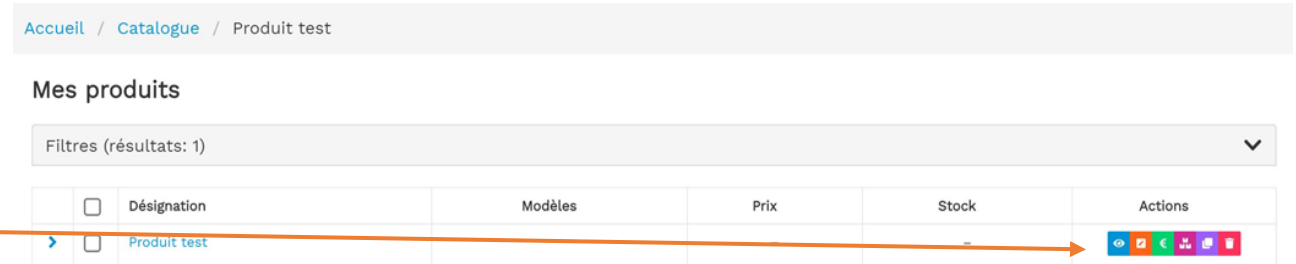 Accueil / Catalogue / Produit test
Mes produits
Filtres (résultats: 1)
Désignation Modèles Prix Stock Actions
Produit test – –